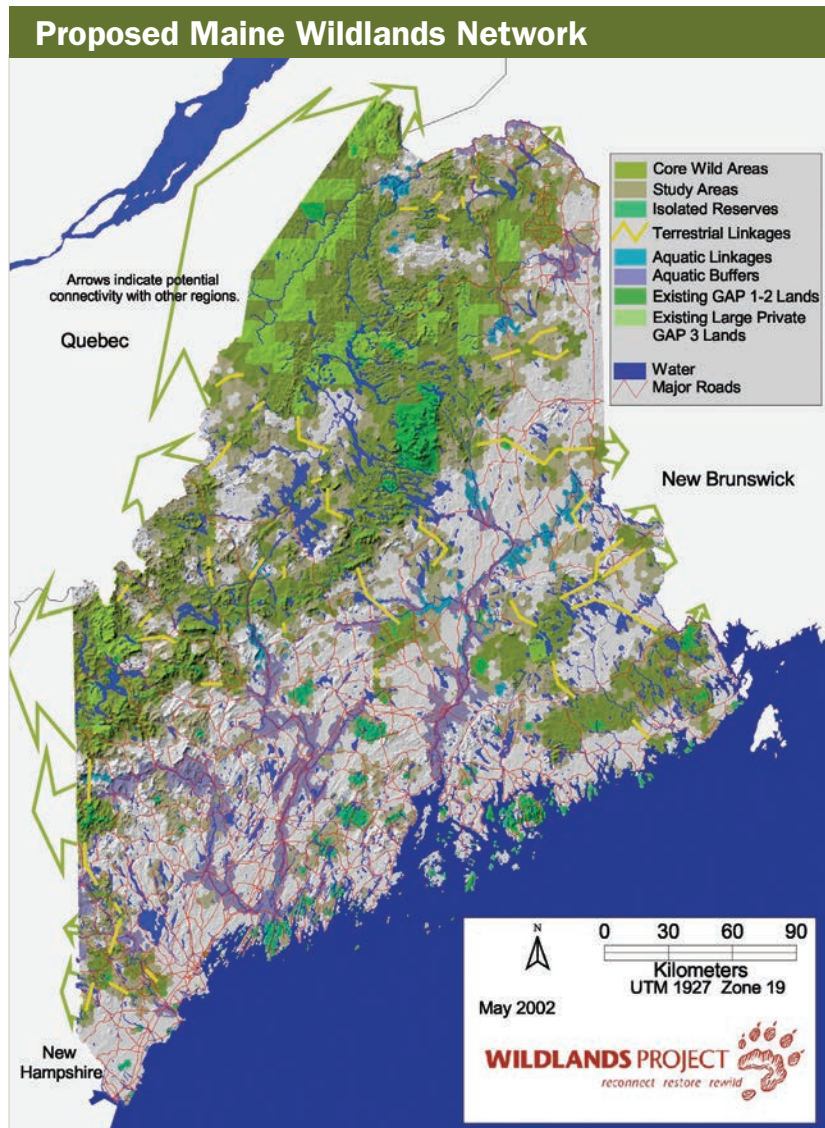 Proposed Maine Wildlands Network
Core Wild Areas
Study Areas
Isolated Reserves
Terrestrial Linkages
Aquatic Linkages
Aquatic Buffers
Existing GAP 1-2 Lands
Existing Large Private
GAP 3 Lands
Water
Major Roads
Arrows indicate potential
connectivity with other regions.
Quebec
New Brunswick
New
Hampshire
N
0 30 60 90
Kilometers
UTM 1927 Zone 19
May 2002
WILDLANDS PROJECT
reconnect restore rewild